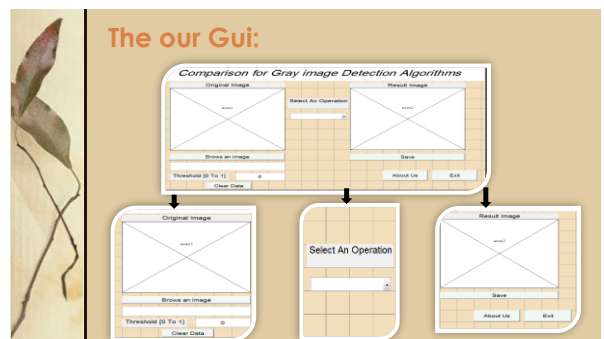 The our Gui:
Comparison for Gray image Detection Algorithms
Original Image
Result Image
Select An Operation
axes1
axes2
Brows an image
Save
Threshold [0 To 1]
0
About Us
Exit
Clear Data
Original Image
axes1
Brows an image
Threshold [0 To 1]
0
Clear Data
Select An Operation
Result Image
axes2
Save
About Us
Exit